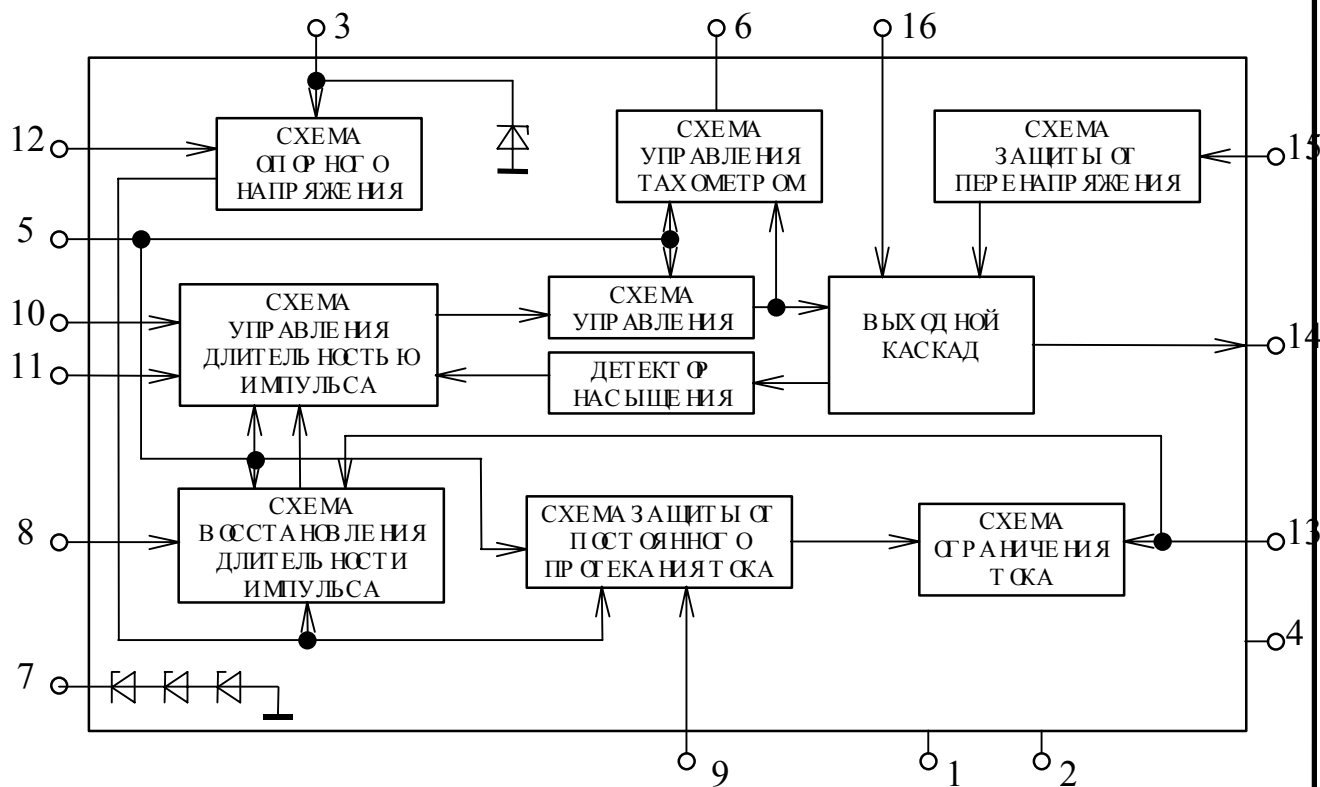 3
6
16
12
СХЕМА
ОПОРНОГО
НАПРЯЖЕНИЯ
СХЕМА
УПРАВЛЕНИЯ
ТАХОМЕТРОМ
СХЕМА
ЗАЩИТЫ ОТ
ПЕРЕНАПРЯЖЕНИЯ
15
5
10
11
СХЕМА
УПРАВЛЕНИЯ
ДЛИТЕЛЬНОСТЬЮ
ИМПУЛЬСА
СХЕМА
УПРАВЛЕНИЯ
ДЕТЕКТОР
НАСЫЩЕНИЯ
ВЫХОДНОЙ
КАСКАД
14
8
СХЕМА
ВОССТАНОВЛЕНИЯ
ДЛИТЕЛЬНОСТИ
ИМПУЛЬСА
СХЕМА ЗАЩИТЫ ОТ
ПОСТОЯННОГО
ПРОТЕКАНИЯ ТОКА
СХЕМА
ОГРАНИЧЕНИЯ
ТОКА
13
4
7
9
1
2